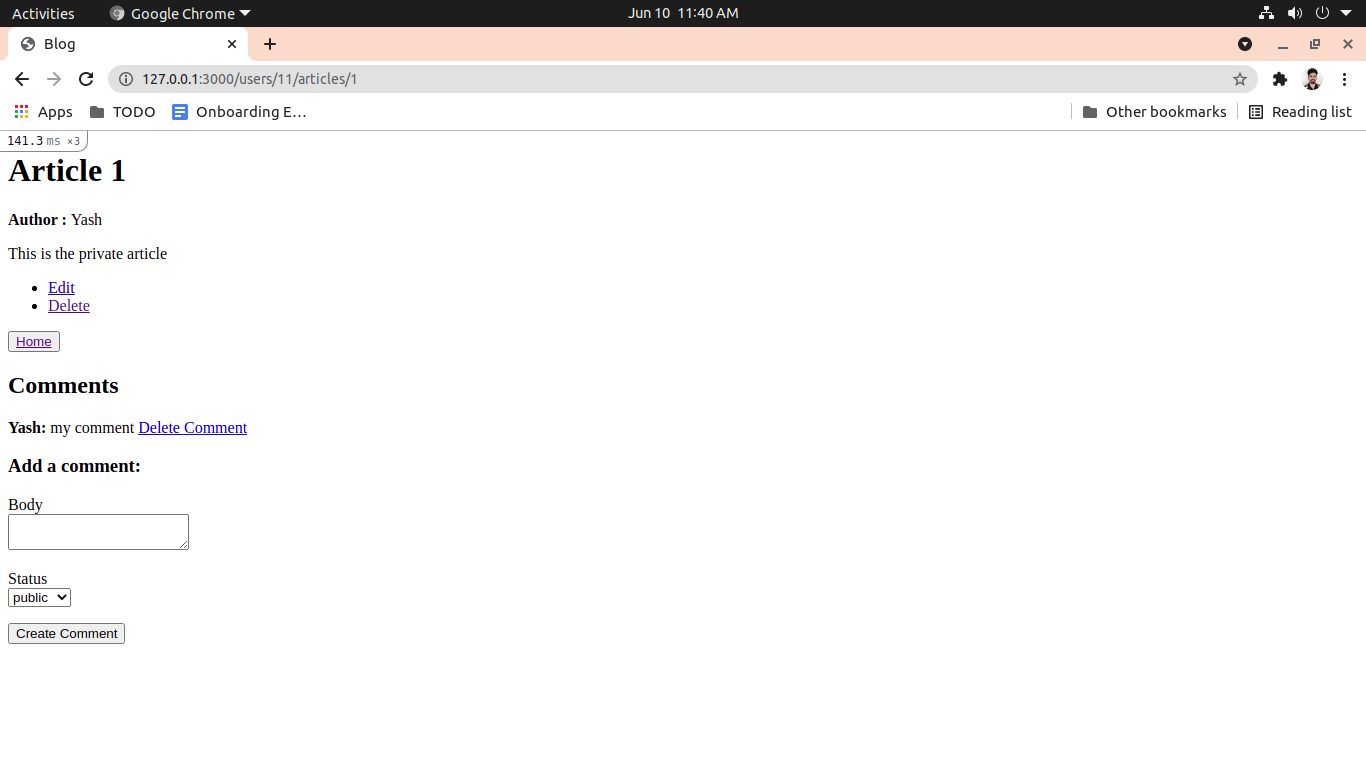 Activities Google Chrome Jun 10 11:40 AM
Blog
127.0.0.1:3000/users/11/articles/1
Apps TODO Onboarding E... Other bookmarks Reading list
141.3 ms ×3
Article 1
Author : Yash
This is the private article
Edit
Delete
Home
Comments
Yash: my comment Delete Comment
Add a comment:
Body
Status
public
Create Comment